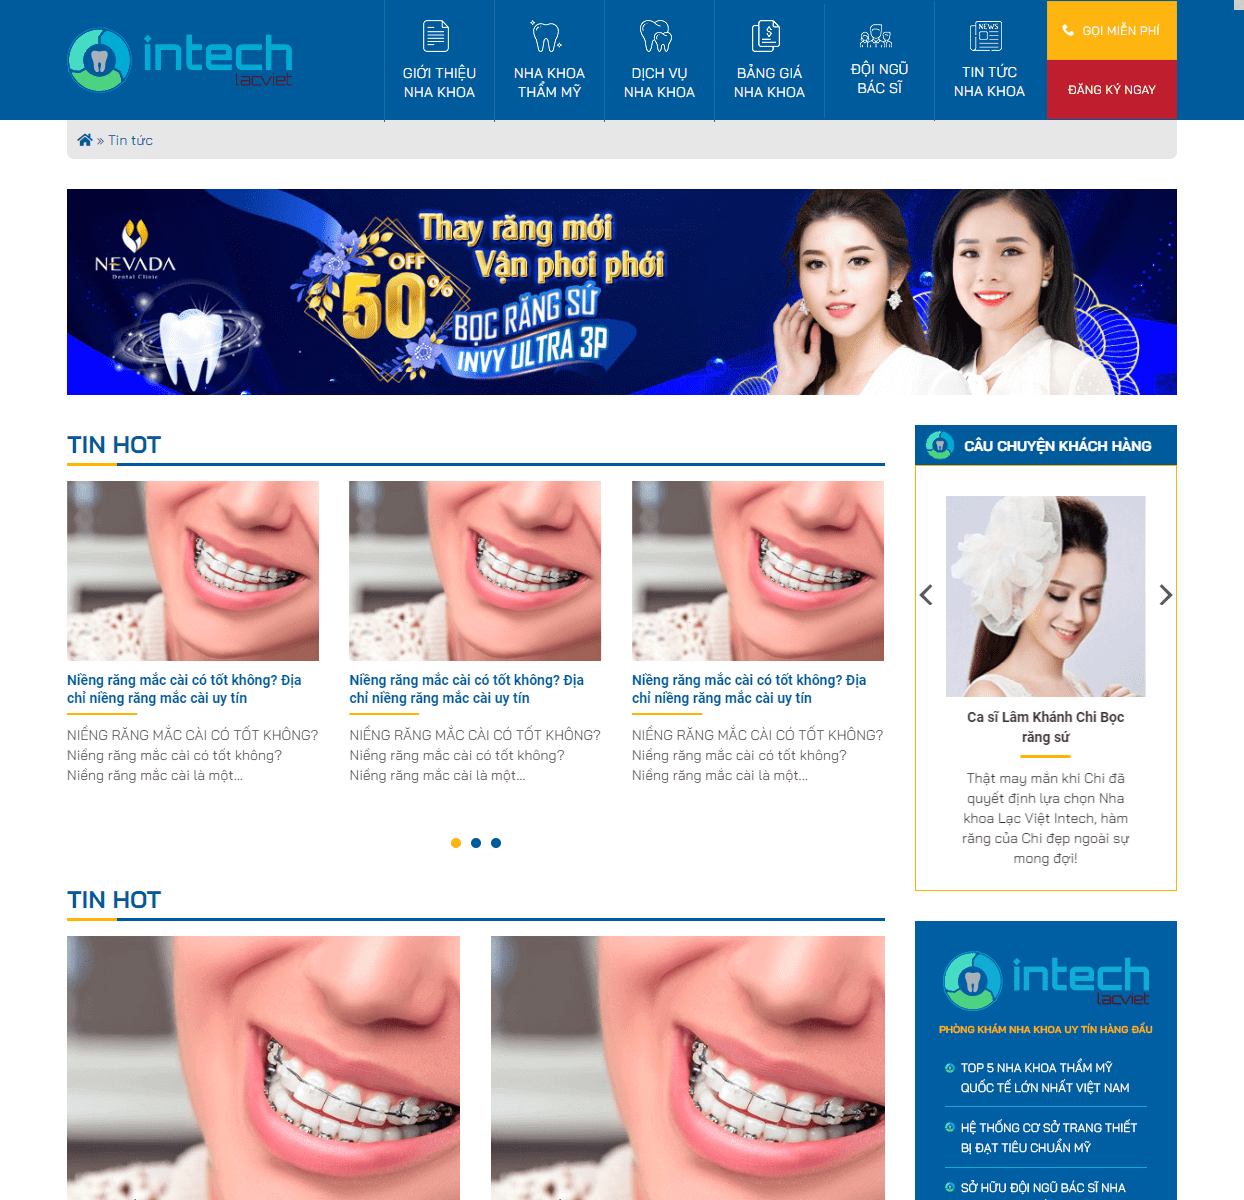 intech
lacviet
GIỚI THIỆU
NHA KHOA
NHA KHOA
THẨM MỸ
DỊCH VỤ
NHA KHOA
BẢNG GIÁ
NHA KHOA
ĐỘI NGŨ
BÁC SĨ
NEWS
TIN TỨC
NHA KHOA
GỌI MIỄN PHÍ
ĐĂNG KÝ NGAY
» Tin tức
NEVADA
Dental Clinic
Thay răng mới
Vận phơi phới
OFF
50%
BỌC RĂNG SỨ
INVY ULTRA 3P
TIN HOT
Niềng răng mắc cài có tốt không? Địa
chỉ niềng răng mắc cài uy tín
NIỀNG RĂNG MẮC CÀI CÓ TỐT KHÔNG?
Niềng răng mắc cài có tốt không?
Niềng răng mắc cài là một...
Niềng răng mắc cài có tốt không? Địa
chỉ niềng răng mắc cài uy tín
NIỀNG RĂNG MẮC CÀI CÓ TỐT KHÔNG?
Niềng răng mắc cài có tốt không?
Niềng răng mắc cài là một...
Niềng răng mắc cài có tốt không? Địa
chỉ niềng răng mắc cài uy tín
NIỀNG RĂNG MẮC CÀI CÓ TỐT KHÔNG?
Niềng răng mắc cài có tốt không?
Niềng răng mắc cài là một...
CÂU CHUYỆN KHÁCH HÀNG
Ca sĩ Lâm Khánh Chi Bọc
răng sứ
Thật may mắn khi Chi đã
quyết định lựa chọn Nha
khoa Lạc Việt Intech, hàm
răng của Chi đẹp ngoài sự
mong đợi!
TIN HOT
intech
lacviet
PHÒNG KHÁM NHA KHOA UY TÍN HÀNG ĐẦU
TOP 5 NHA KHOA THẨM MỸ
QUỐC TẾ LỚN NHẤT VIỆT NAM
HỆ THỐNG CƠ SỞ TRANG THIẾT
BỊ ĐẠT TIÊU CHUẨN MỸ
SỞ HỮU ĐỘI NGŨ BÁC SĨ NHA